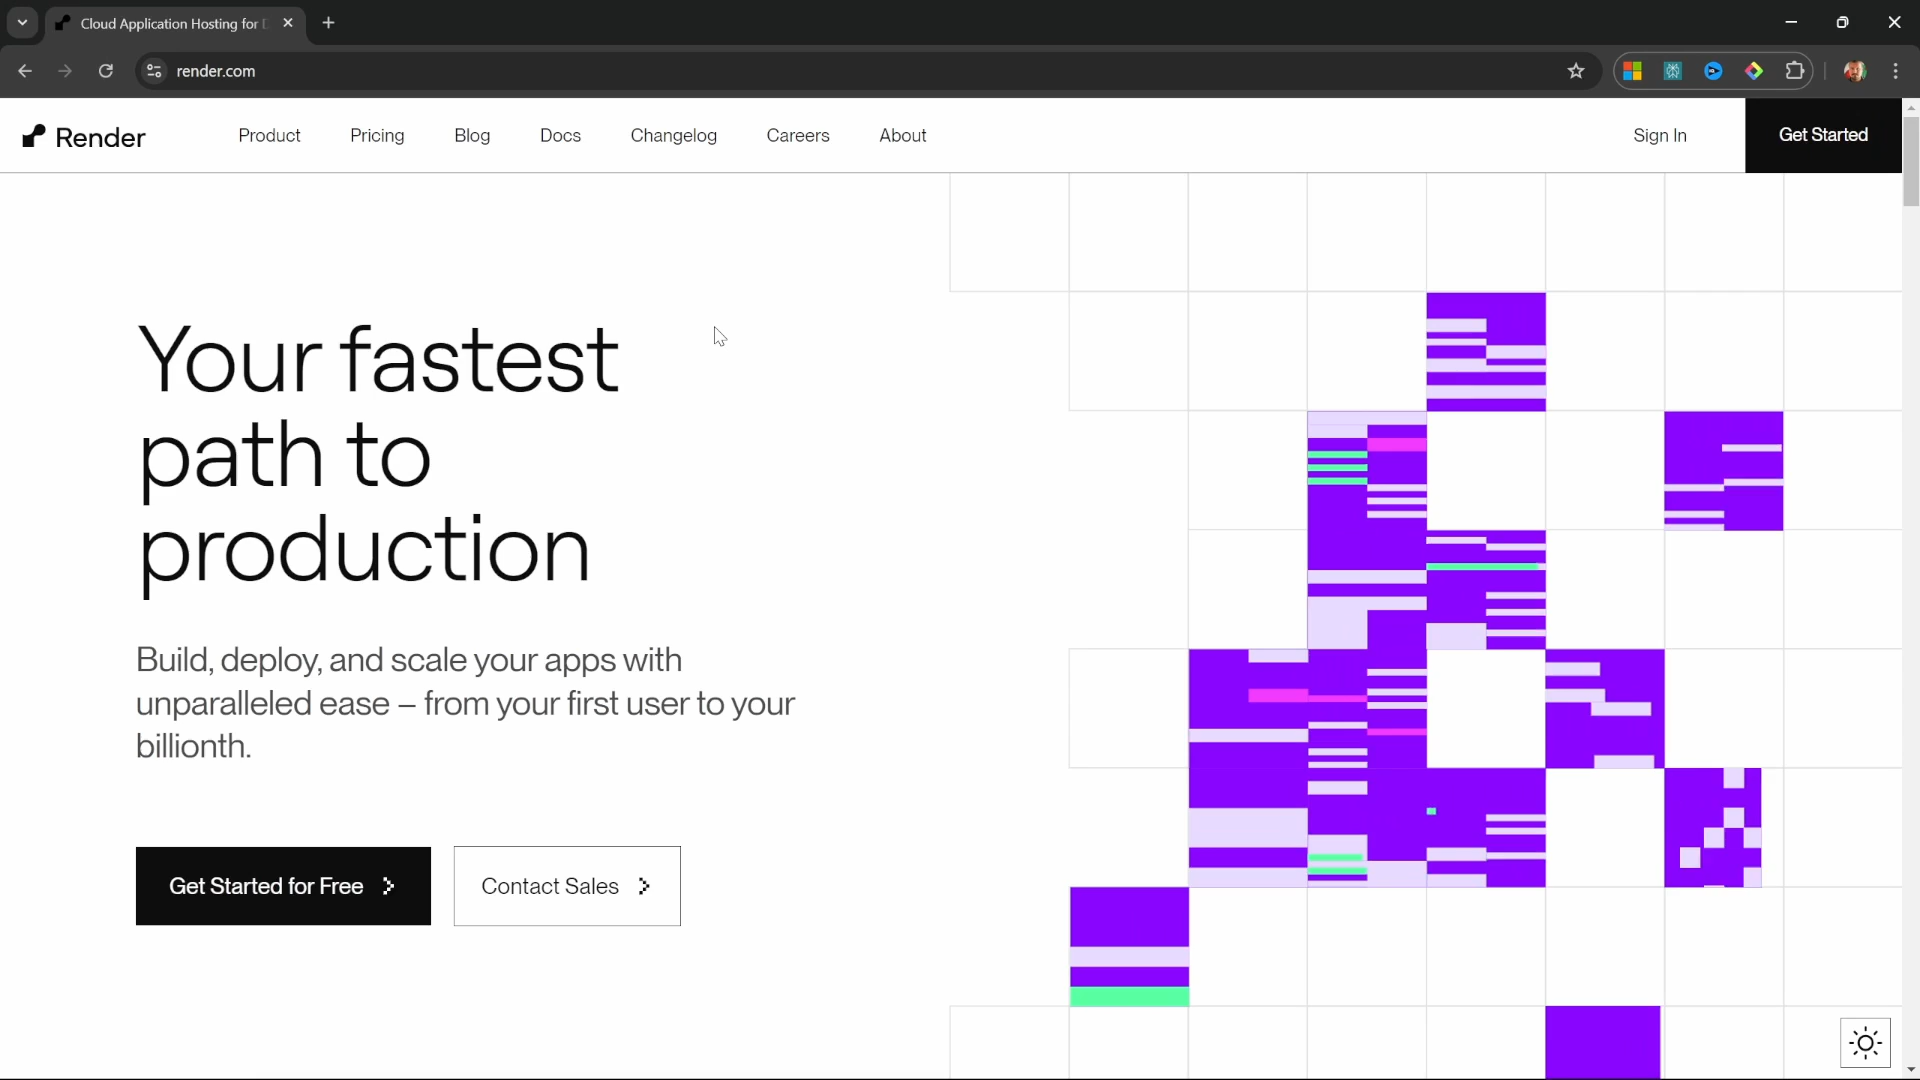 Cloud Application Hosting for D
render.com
Render
Product
Pricing
Blog
Docs
Changelog
Careers
About
Sign In
Get Started
Your fastest
path to
production
Build, deploy, and scale your apps with
unparalleled ease – from your first user to your
billionth.
Get Started for Free
Contact Sales